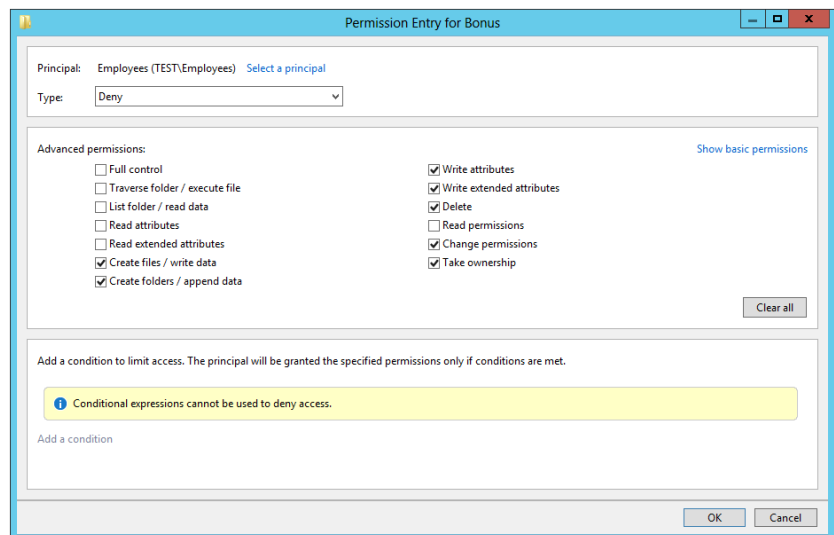 Permission Entry for Bonus
Principal: Employees (TEST\Employees) Select a principal
Type: Deny
Advanced permissions: Show basic permissions
Full control Write attributes
Traverse folder / execute file Write extended attributes
List folder / read data Delete
Read attributes Read permissions
Read extended attributes Change permissions
Create files / write data Take ownership
Create folders / append data
Clear all
Add a condition to limit access. The principal will be granted the specified permissions only if conditions are met.
Conditional expressions cannot be used to deny access.
Add a condition
OK Cancel